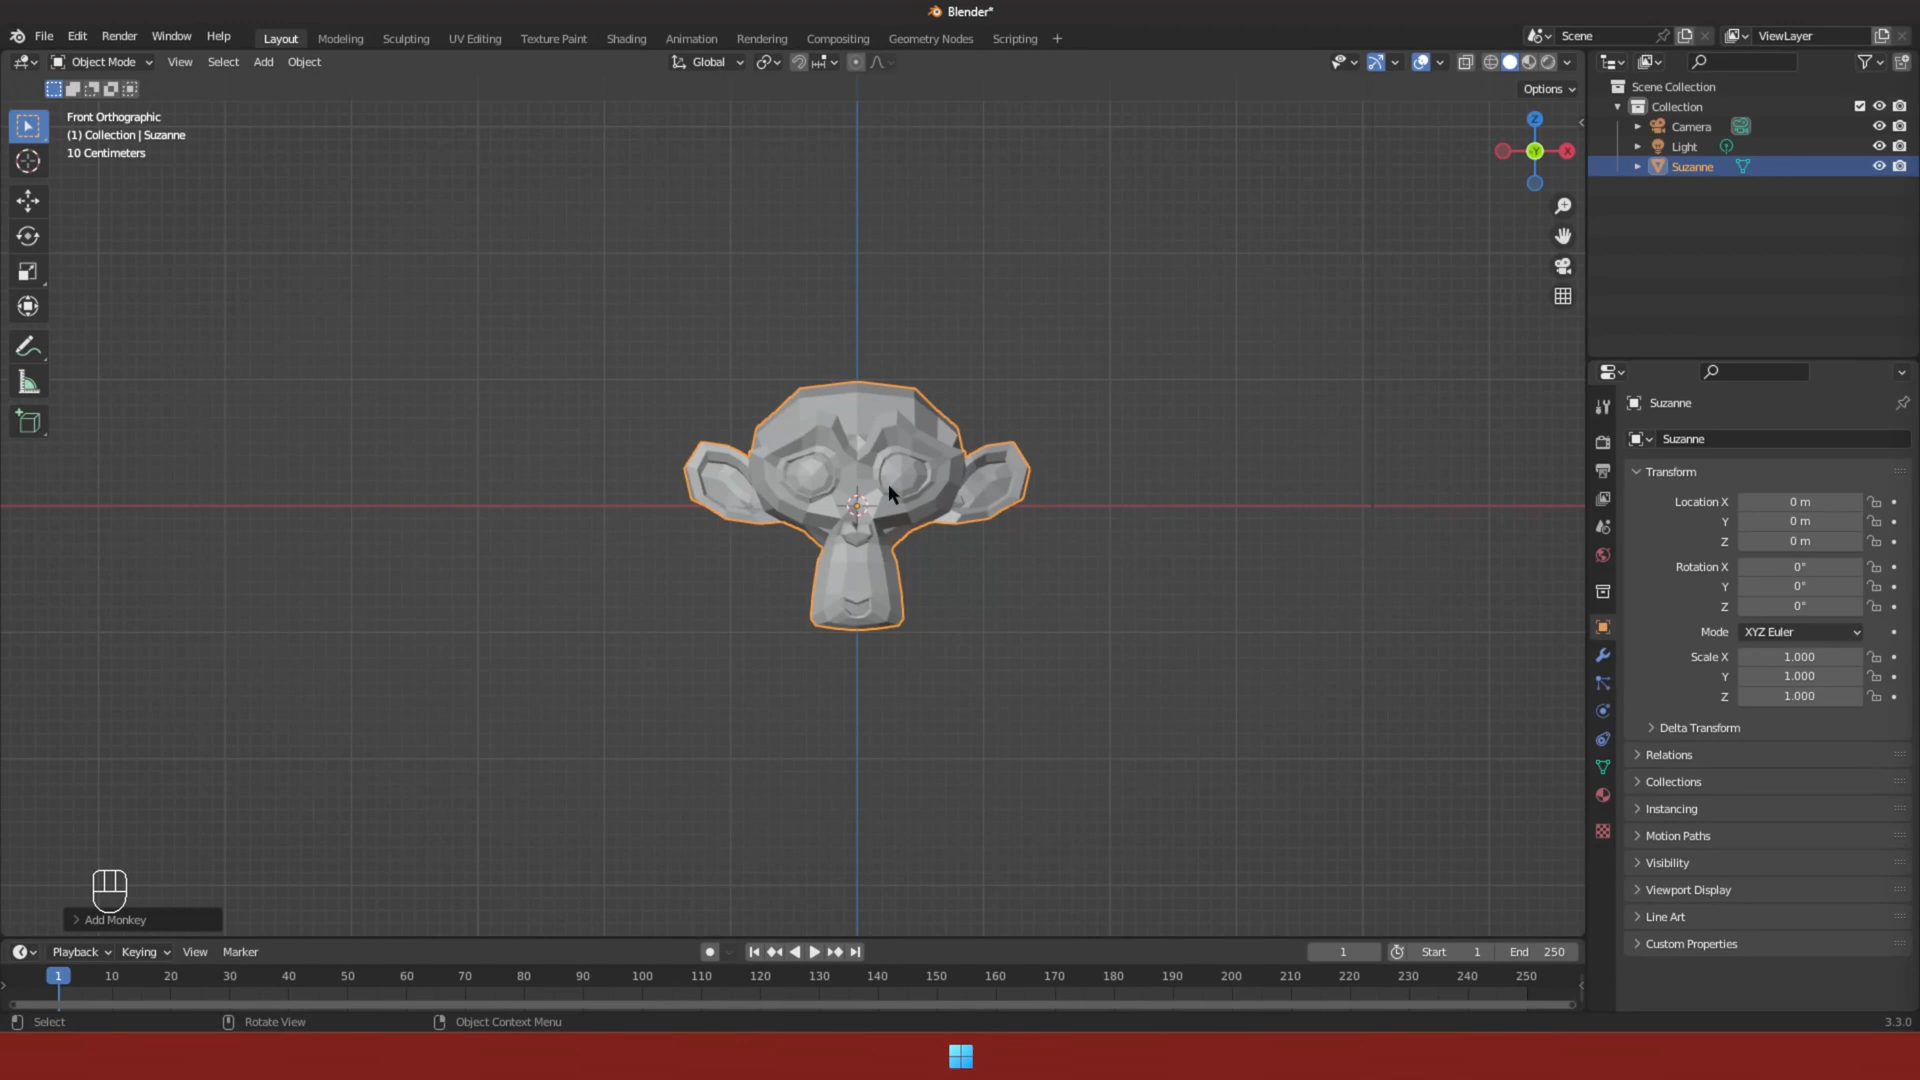 Blender*
File Edit Render Window Help Layout Modeling Sculpting UV Editing Texture Paint Shading Animation Rendering Compositing Geometry Nodes Scripting + Scene ViewLayer
Object Mode View Select Add Object Global
Options
Front Orthographic
(1) Collection | Suzanne
10 Centimeters
Z
-Y
X
Scene Collection
Collection
Camera
Light
Suzanne
Suzanne
Suzanne
Transform
Location X 0 m
Y 0 m
Z 0 m
Rotation X 0°
Y 0°
Z 0°
Mode XYZ Euler
Scale X 1.000
Y 1.000
Z 1.000
Delta Transform
Relations
Collections
Instancing
Motion Paths
Visibility
Viewport Display
Line Art
Custom Properties
Add Monkey
Playback Keying View Marker 1 Start 1 End 250
1 10 20 30 40 50 60 70 80 90 100 110 120 130 140 150 160 170 180 190 200 210 220 230 240 250
Select Rotate View Object Context Menu 3.3.0